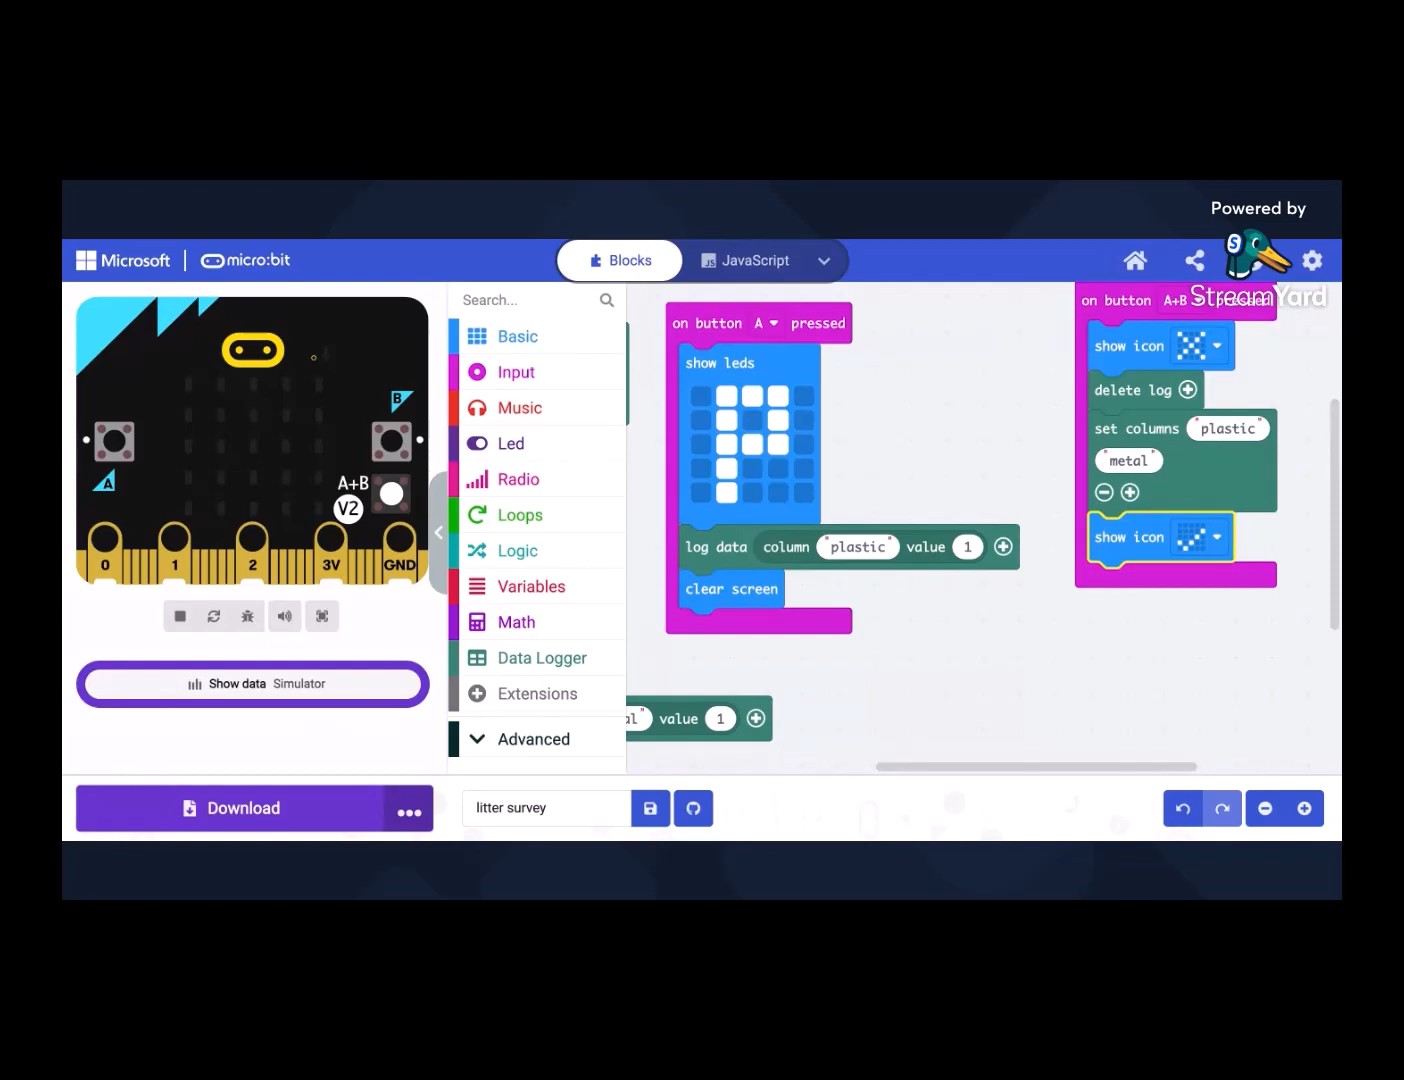 Powered by
StreamYard
Microsoft
micro:bit
Blocks
JavaScript
B
A
A+B
V2
0
1
2
3V
GND
Show data Simulator
Download
Search...
Basic
Input
Music
Led
Radio
Loops
Logic
Variables
Math
Data Logger
Extensions
Advanced
litter survey
on button A pressed
show leds
log data column "plastic" value 1
clear screen
al" value 1
on button A+B pressed
show icon
delete log
set columns "plastic"
"metal"
show icon